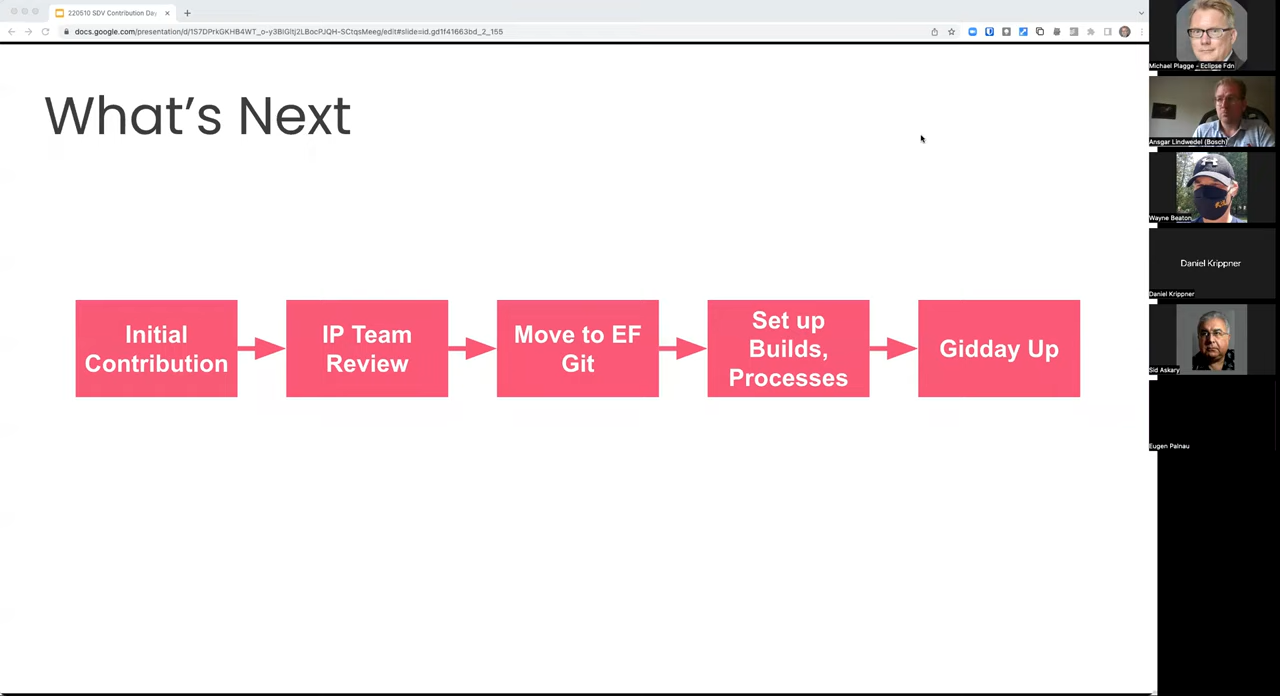 220510 SDV Contribution Day
docs.google.com/presentation/d/1S7DPrkGKHB4WT_o-y3BIGltj2LBocPJQH-SCtqsMeeg/edit#slide=id.gd1f41663bd_2_155
What's Next
Initial
Contribution
IP Team
Review
Move to EF
Git
Set up
Builds,
Processes
Gidday Up
Michael Plagge - Eclipse Fdn
Ansgar Lindwedel (Bosch)
Wayne Beaton
Daniel Krippner
Daniel Krippner
Sid Askary
Eugen Palnau